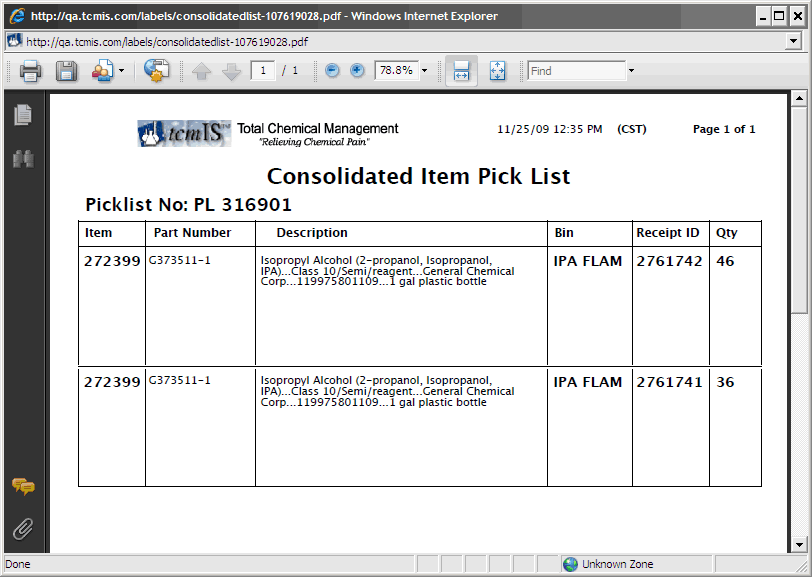 http://qa.tcmis.com/labels/consolidatedlist-107619028.pdf - Windows Internet Explorer
http://qa.tcmis.com/labels/consolidatedlist-107619028.pdf
1 / 1 78.8% Find
tcmIS™ Total Chemical Management 11/25/09 12:35 PM (CST) Page 1 of 1
"Relieving Chemical Pain"
Consolidated Item Pick List
Picklist No: PL 316901
Item Part Number Description Bin Receipt ID Qty
272399 G373511-1 Isopropyl Alcohol (2-propanol, Isopropanol, IPA FLAM 2761742 46
IPA)...Class 10/Semi/reagent...General Chemical
Corp...119975801109...1 gal plastic bottle
272399 G373511-1 Isopropyl Alcohol (2-propanol, Isopropanol, IPA FLAM 2761741 36
IPA)...Class 10/Semi/reagent...General Chemical
Corp...119975801109...1 gal plastic bottle
Done Unknown Zone